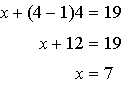 x + (4 − 1)4 = 19
x + 12 = 19
x = 7